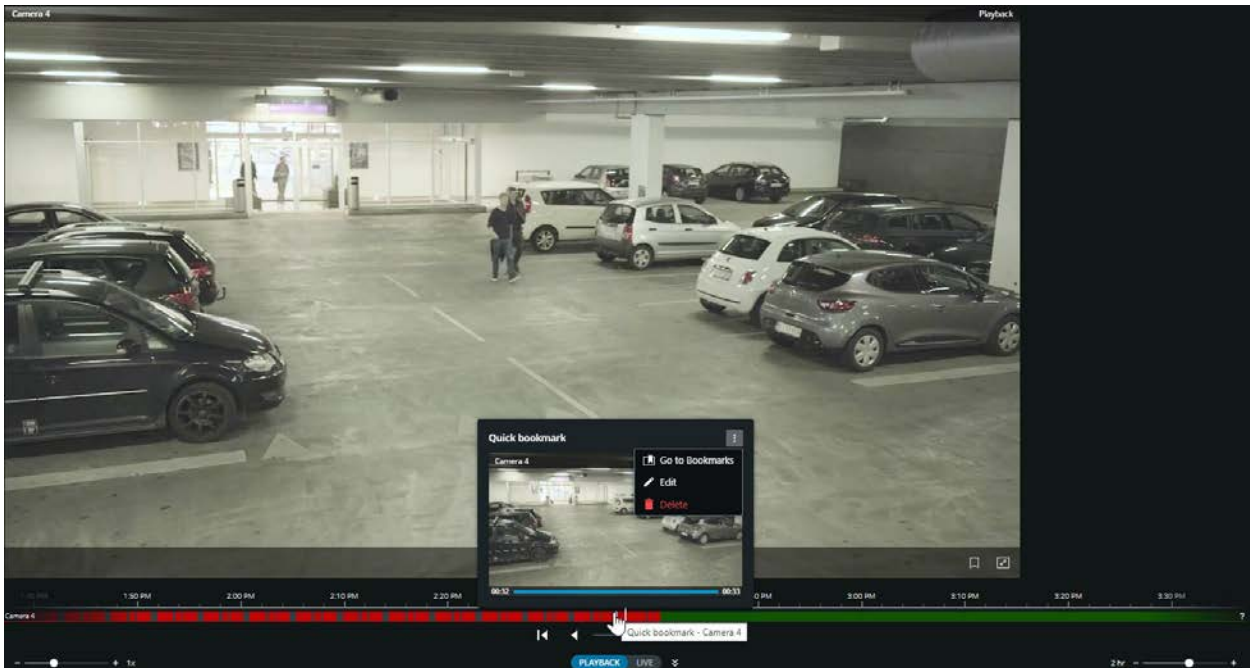 Camera 4 Playback
Quick bookmark
Camera 4
Go to Bookmarks
Edit
Delete
00:32 00:33
1:50 PM 2:00 PM 2:10 PM 2:20 PM 3:00 PM 3:10 PM 3:20 PM 3:30 PM
Camera 4 ?
Quick bookmark - Camera 4
- + 1x PLAYBACK LIVE 2 hr - +